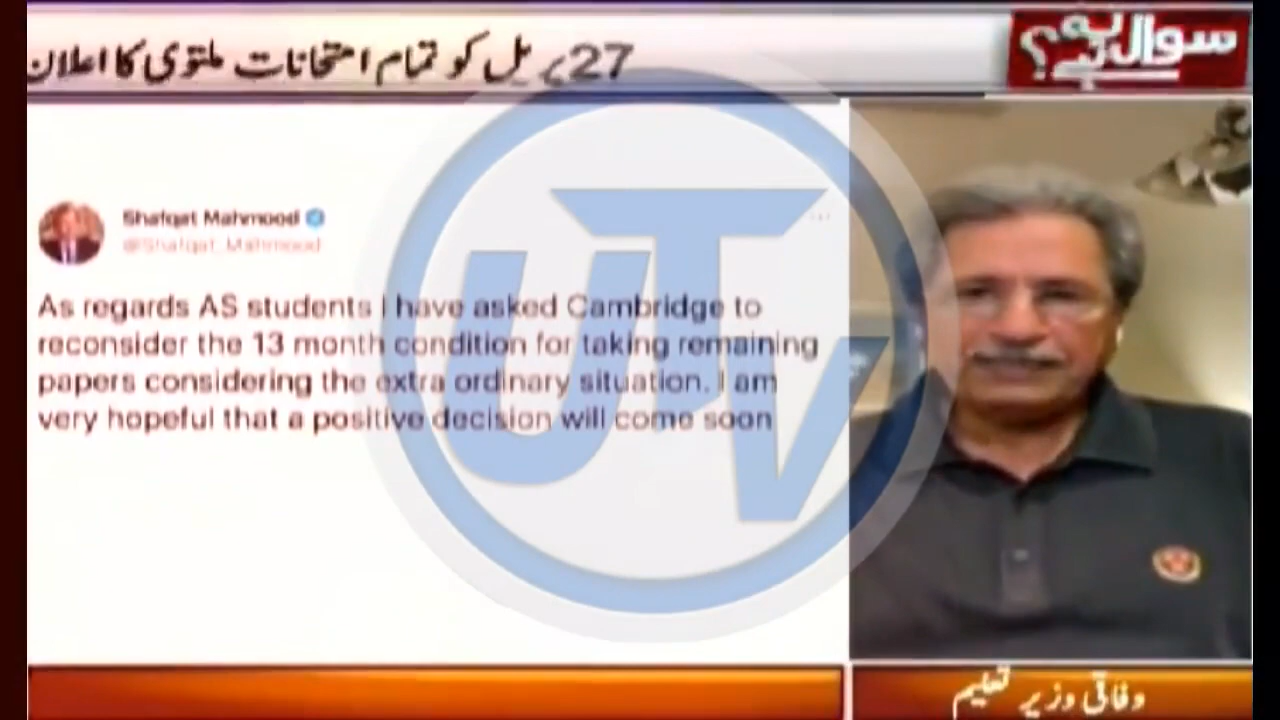 27 اپریل کو تمام امتحانات ملتوی کا اعلان
سوال یہ ہے؟
Shafqat Mahmood
@Shafqat_Mahmood
As regards AS students I have asked Cambridge to
reconsider the 13 month condition for taking remaining
papers considering the extra ordinary situation. I am
very hopeful that a positive decision will come soon
UTV
وفاقی وزیر تعلیم